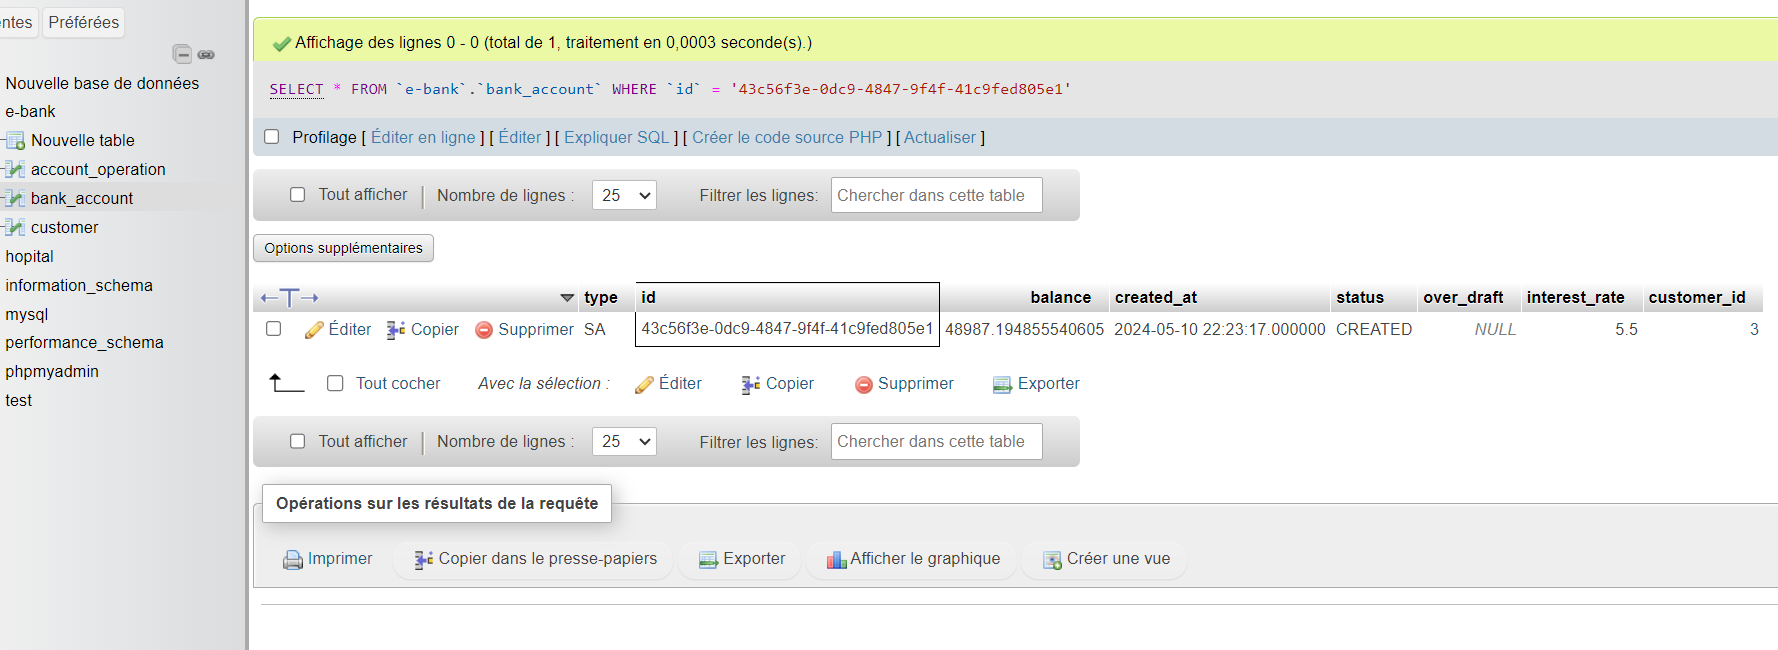 Préférées
Nouvelle base de données
e-bank
Nouvelle table
account_operation
bank_account
customer
hopital
information_schema
mysql
performance_schema
phpmyadmin
test
Affichage des lignes 0 - 0 (total de 1, traitement en 0,0003 seconde(s).)
SELECT * FROM `e-bank`.`bank_account` WHERE `id` = '43c56f3e-0dc9-4847-9f4f-41c9fed805e1'
Profilage [ Éditer en ligne ] [ Éditer ] [ Expliquer SQL ] [ Créer le code source PHP ] [ Actualiser ]
Tout afficher | Nombre de lignes : 25 Filtrer les lignes: Chercher dans cette table
Options supplémentaires
←T→ type id balance created_at status over_draft interest_rate customer_id
Éditer Copier Supprimer SA 43c56f3e-0dc9-4847-9f4f-41c9fed805e1 48987.194855540605 2024-05-10 22:23:17.000000 CREATED NULL 5.5 3
Tout cocher Avec la sélection : Éditer Copier Supprimer Exporter
Tout afficher | Nombre de lignes : 25 Filtrer les lignes: Chercher dans cette table
Opérations sur les résultats de la requête
Imprimer Copier dans le presse-papiers Exporter Afficher le graphique Créer une vue